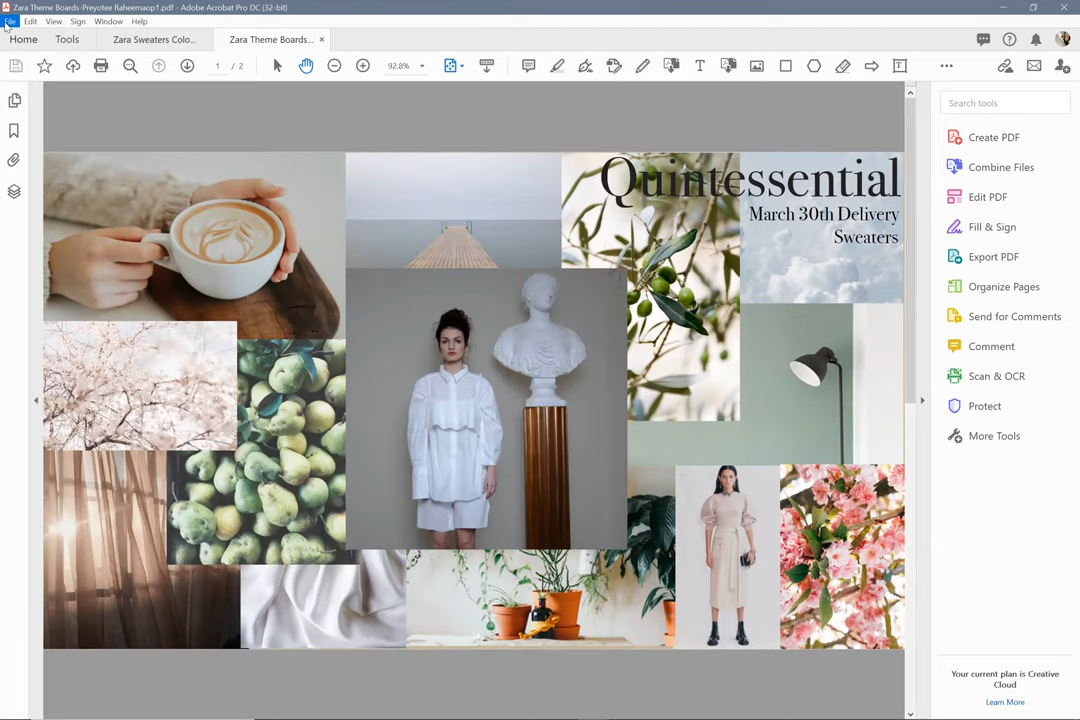 Zara Theme Boards-Preyotee Raheemaop1.pdf - Adobe Acrobat Pro DC (32-bit)
File Edit View Sign Window Help
Home Tools Zara Sweaters Colo... Zara Theme Boards... ×
1 / 2 92.8%
Search tools
Create PDF
Combine Files
Edit PDF
Fill & Sign
Export PDF
Organize Pages
Send for Comments
Comment
Scan & OCR
Protect
More Tools
Your current plan is Creative
Cloud
Learn More
Quintessential
March 30th Delivery
Sweaters